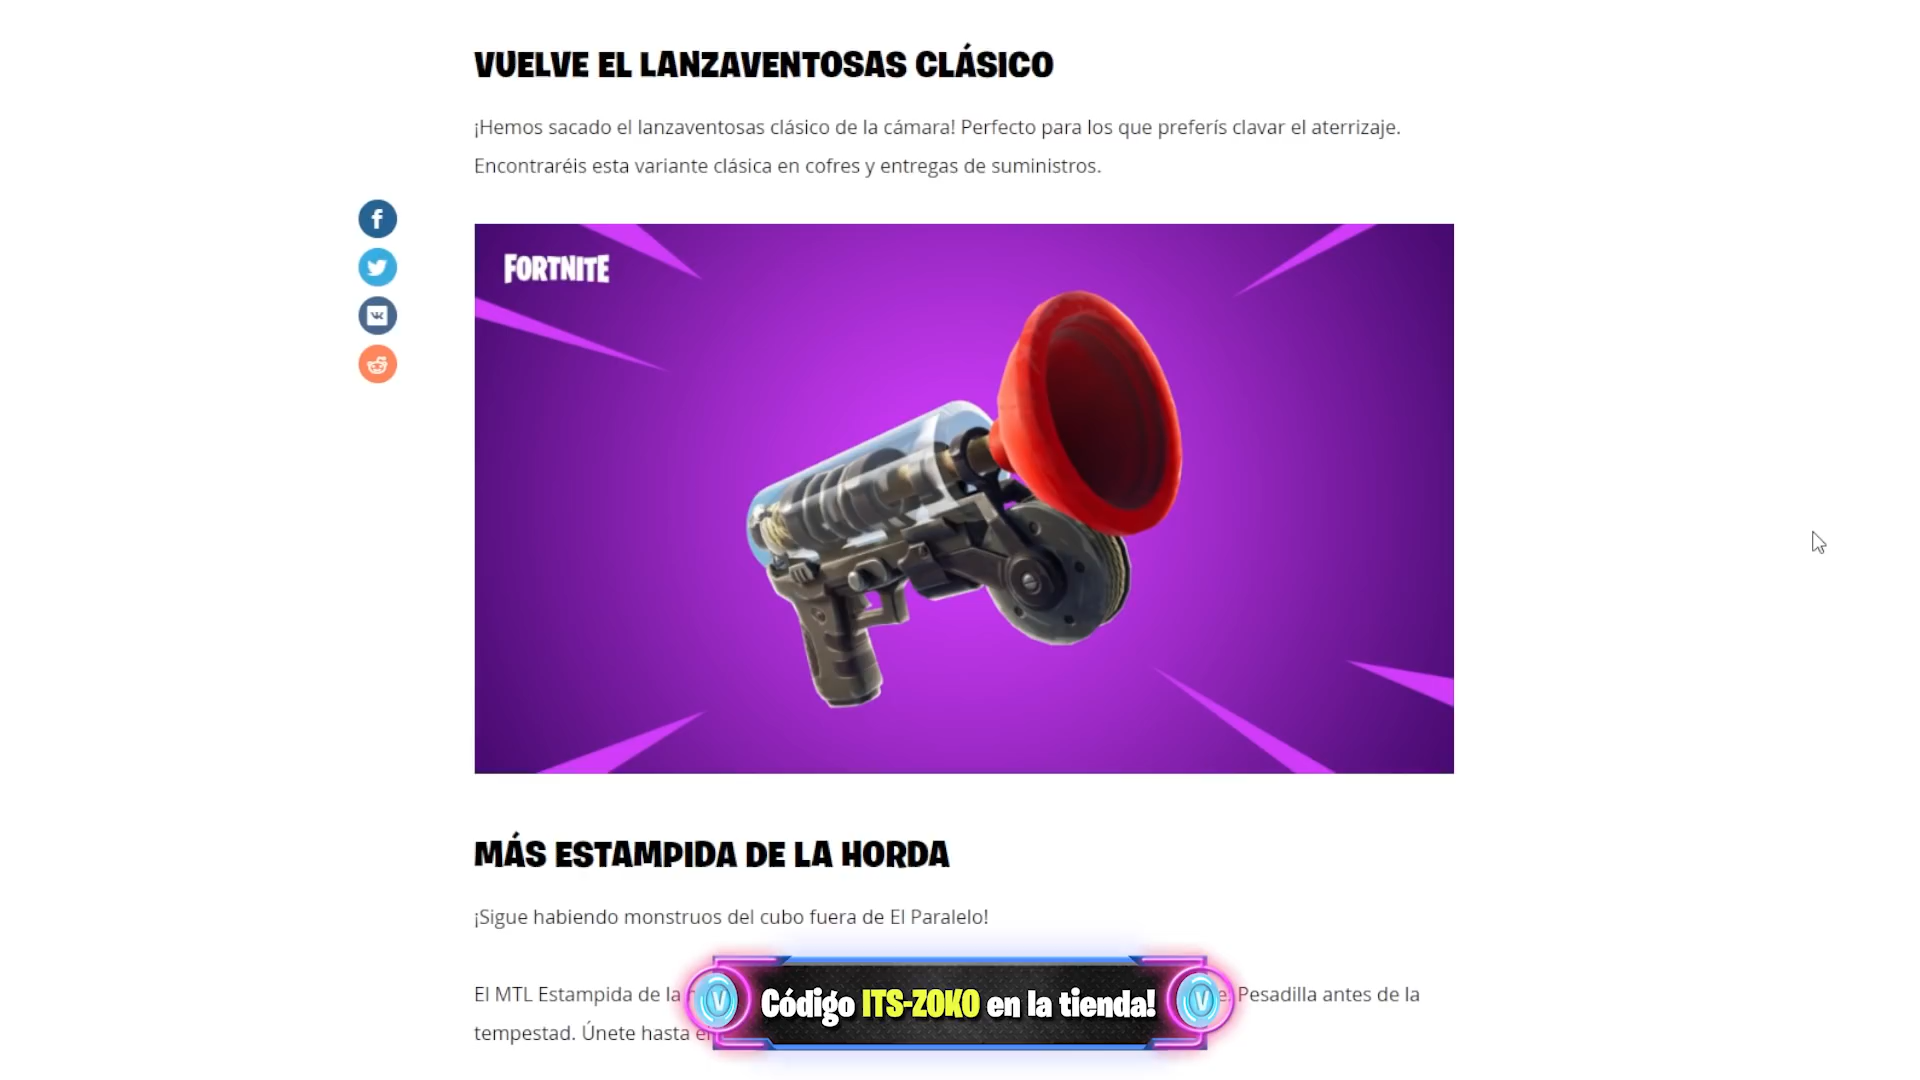 VUELVE EL LANZAVENTOSAS CLÁSICO
¡Hemos sacado el lanzaventosas clásico de la cámara! Perfecto para los que preferís clavar el aterrizaje.
Encontraréis esta variante clásica en cofres y entregas de suministros.
FORTNITE
MÁS ESTAMPIDA DE LA HORDA
¡Sigue habiendo monstruos del cubo fuera de El Paralelo!
El MTL Estampida de la Pesadilla antes de la
tempestad. Únete hasta el
Código ITS-ZOKO en la tienda!